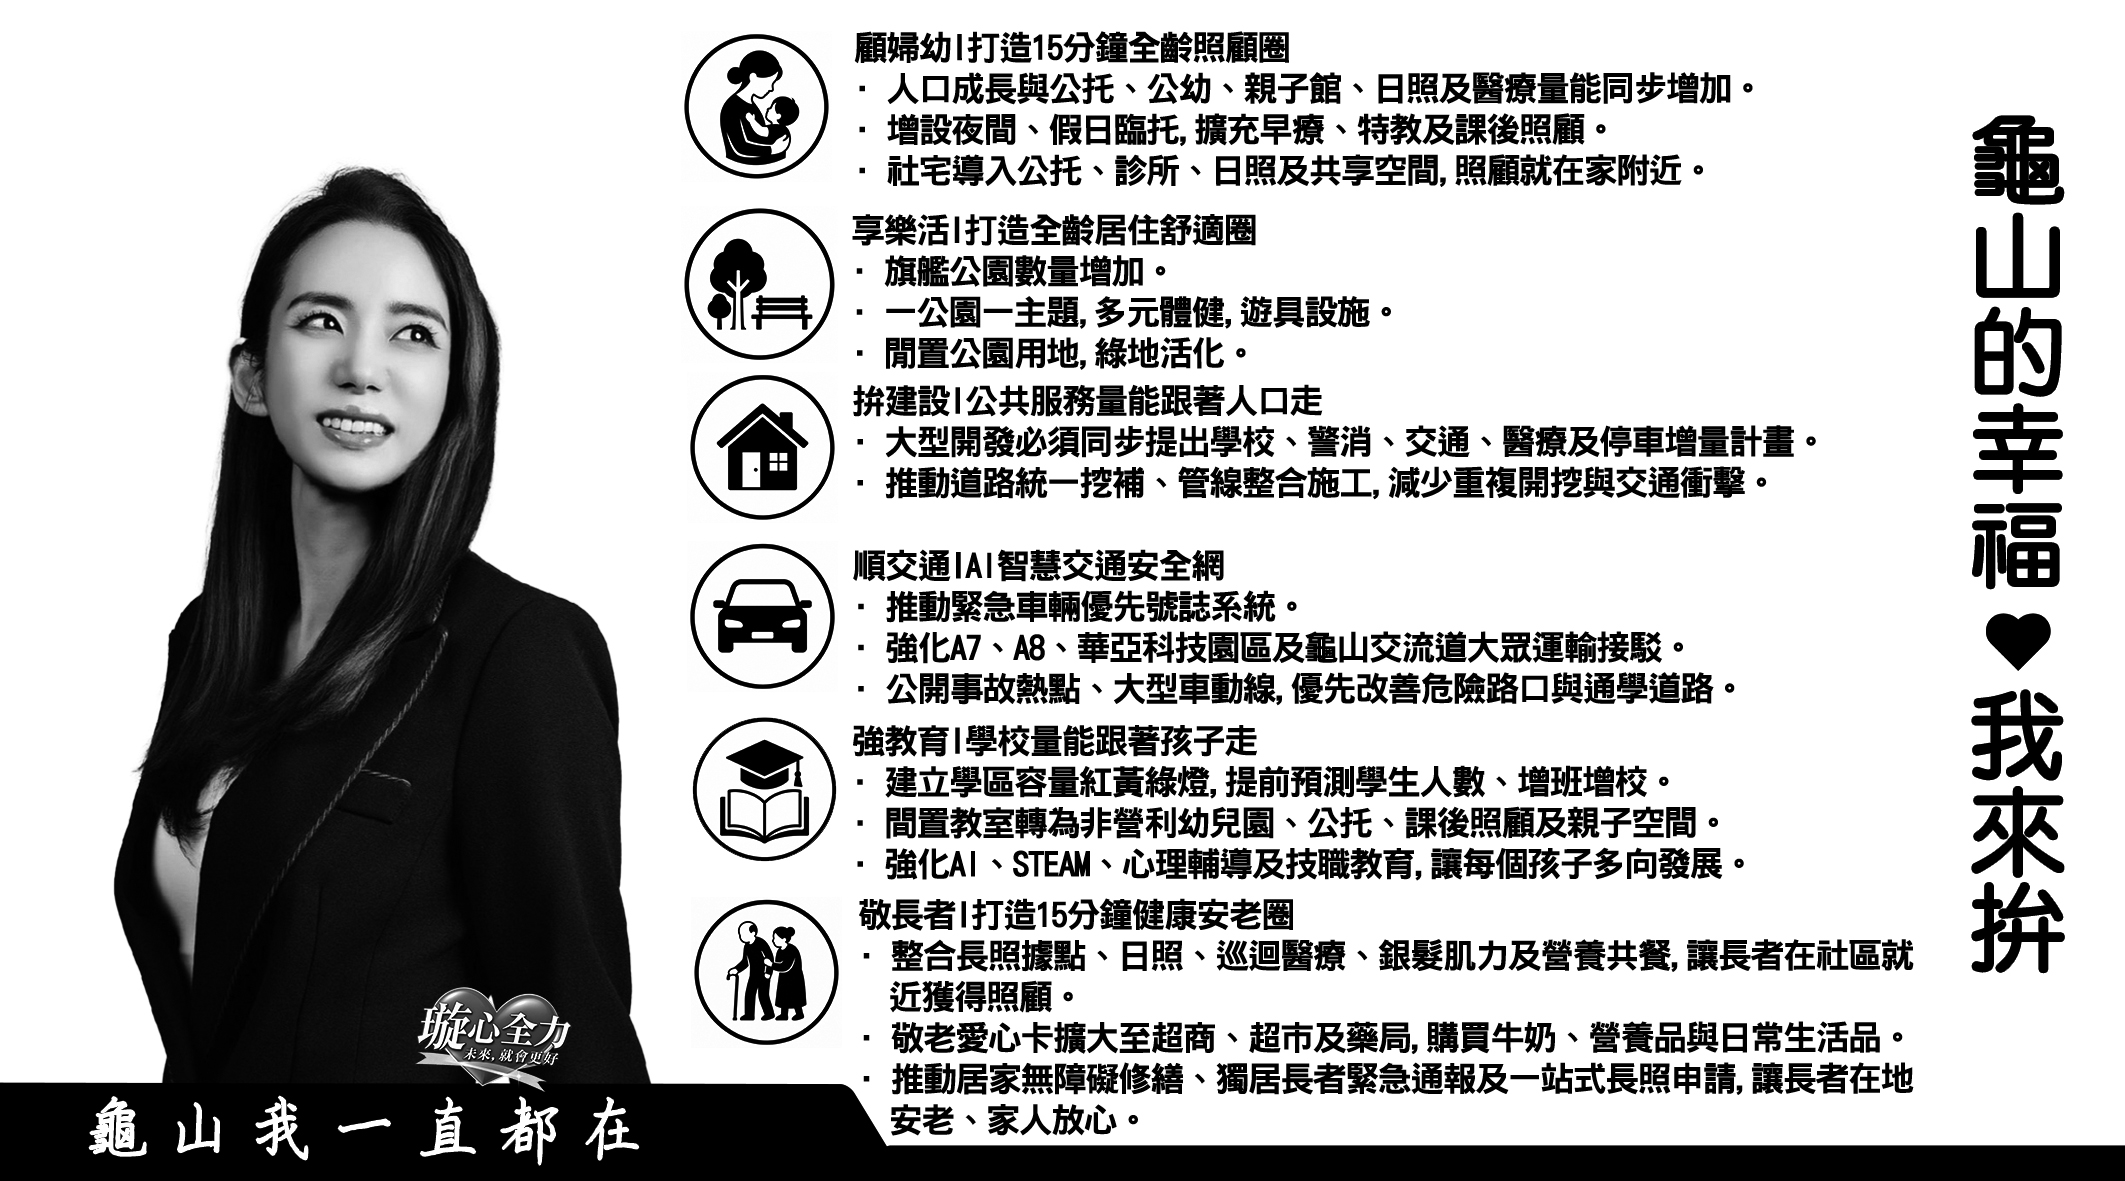 顧婦幼|打造15分鐘全齡照顧圈
· 人口成長與公托、公幼、親子館、日照及醫療量能同步增加。
· 增設夜間、假日臨托,擴充早療、特教及課後照顧。
· 社宅導入公托、診所、日照及共享空間,照顧就在家附近。
享樂活|打造全齡居住舒適圈
· 旗艦公園數量增加。
· 一公園一主題,多元體健,遊具設施。
· 閒置公園用地,綠地活化。
拚建設|公共服務量能跟著人口走
· 大型開發必須同步提出學校、警消、交通、醫療及停車增量計畫。
· 推動道路統一挖補、管線整合施工,減少重複開挖與交通衝擊。
順交通|AI智慧交通安全網
· 推動緊急車輛優先號誌系統。
· 強化A7、A8、華亞科技園區及龜山交流道大眾運輸接駁。
· 公開事故熱點、大型車動線,優先改善危險路口與通學道路。
強教育|學校量能跟著孩子走
· 建立學區容量紅黃綠燈,提前預測學生人數、增班增校。
· 閒置教室轉為非營利幼兒園、公托、課後照顧及親子空間。
· 強化AI、STEAM、心理輔導及技職教育,讓每個孩子多向發展。
敬長者|打造15分鐘健康安老圈
· 整合長照據點、日照、巡迴醫療、銀髮肌力及營養共餐,讓長者在社區就
近獲得照顧。
· 敬老愛心卡擴大至超商、超市及藥局,購買牛奶、營養品與日常生活品。
· 推動居家無障礙修繕、獨居長者緊急通報及一站式長照申請,讓長者在地
安老、家人放心。
龜山的幸福♥我來拚
璇心全力
未來,就會更好
龜山我一直都在